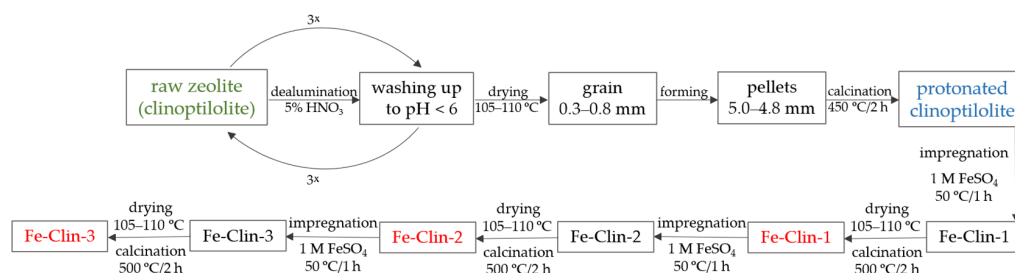 3x
raw zeolite
(clinoptilolite)
dealumination
5% HNO₃
washing up
to pH < 6
drying
105–110 ℃
grain
0.3–0.8 mm
forming
pellets
5.0–4.8 mm
calcination
450 ℃/2 h
protonated
clinoptilolite
3x
impregnation
1 M FeSO₄
50 ℃/1 h
Fe-Clin-1
drying
105–110 ℃
calcination
500 ℃/2 h
Fe-Clin-1
impregnation
1 M FeSO₄
50 ℃/1 h
Fe-Clin-2
drying
105–110 ℃
calcination
500 ℃/2 h
Fe-Clin-2
impregnation
1 M FeSO₄
50 ℃/1 h
Fe-Clin-3
drying
105–110 ℃
calcination
500 ℃/2 h
Fe-Clin-3